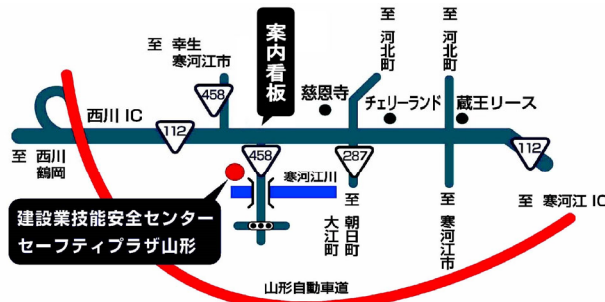 至 幸生
寒河江市
案内看板
至 河北町
至 河北町
458
慈恩寺
チェリーランド
蔵王リース
西川 IC
112
至 西川
鶴岡
458
287
112
寒河江川
建設業技能安全センター
セーフティプラザ山形
至 朝日町
大江町
至 寒河江市
至 寒河江 IC
山形自動車道